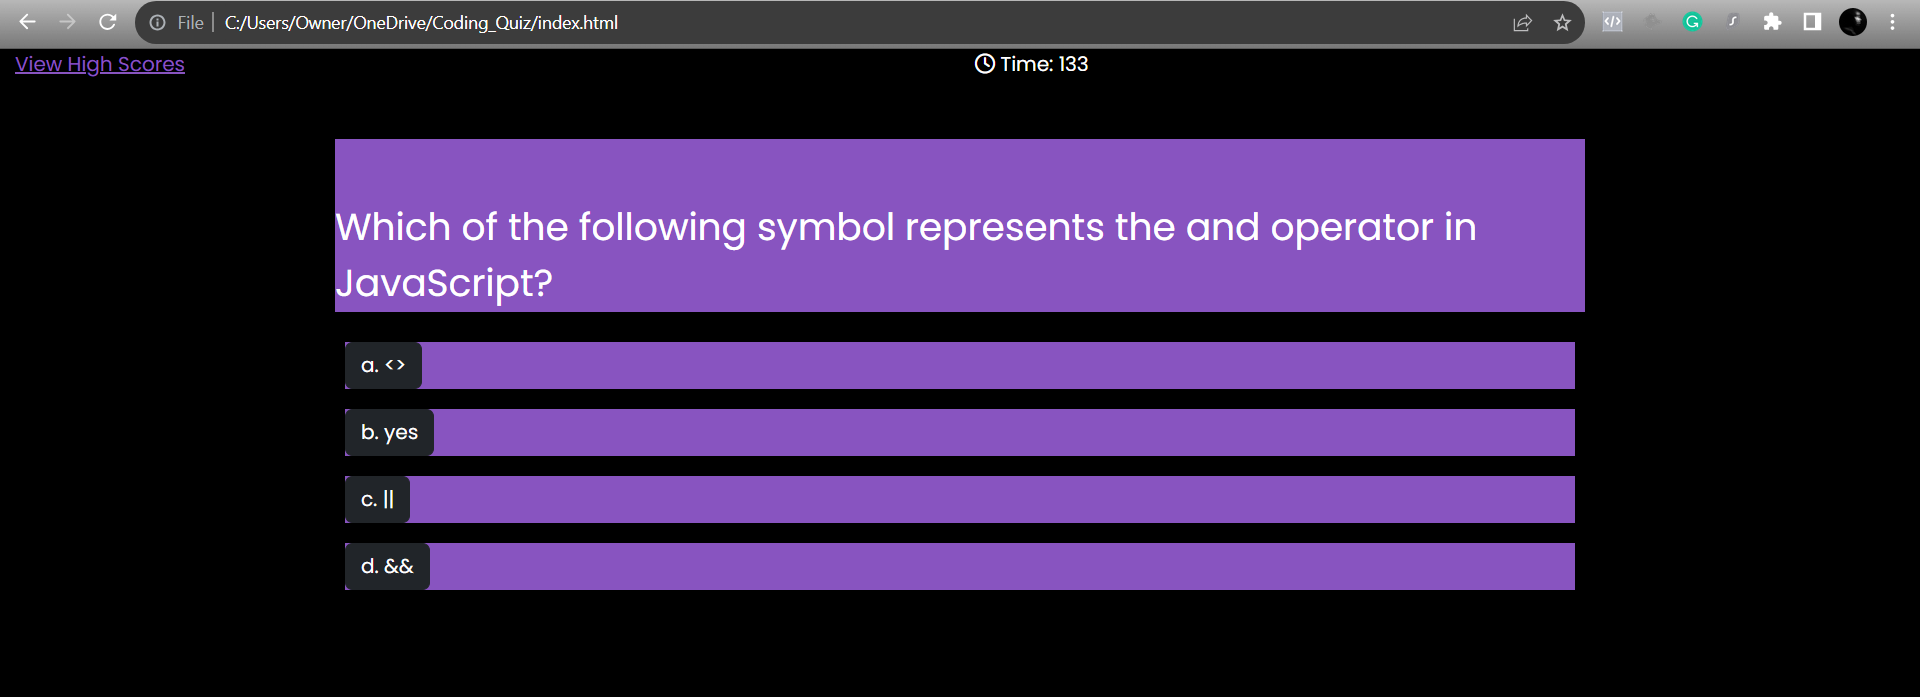 File | C:/Users/Owner/OneDrive/Coding_Quiz/index.html
View High Scores
Time: 133
Which of the following symbol represents the and operator in
JavaScript?
a. <>
b. yes
c. ||
d. &&